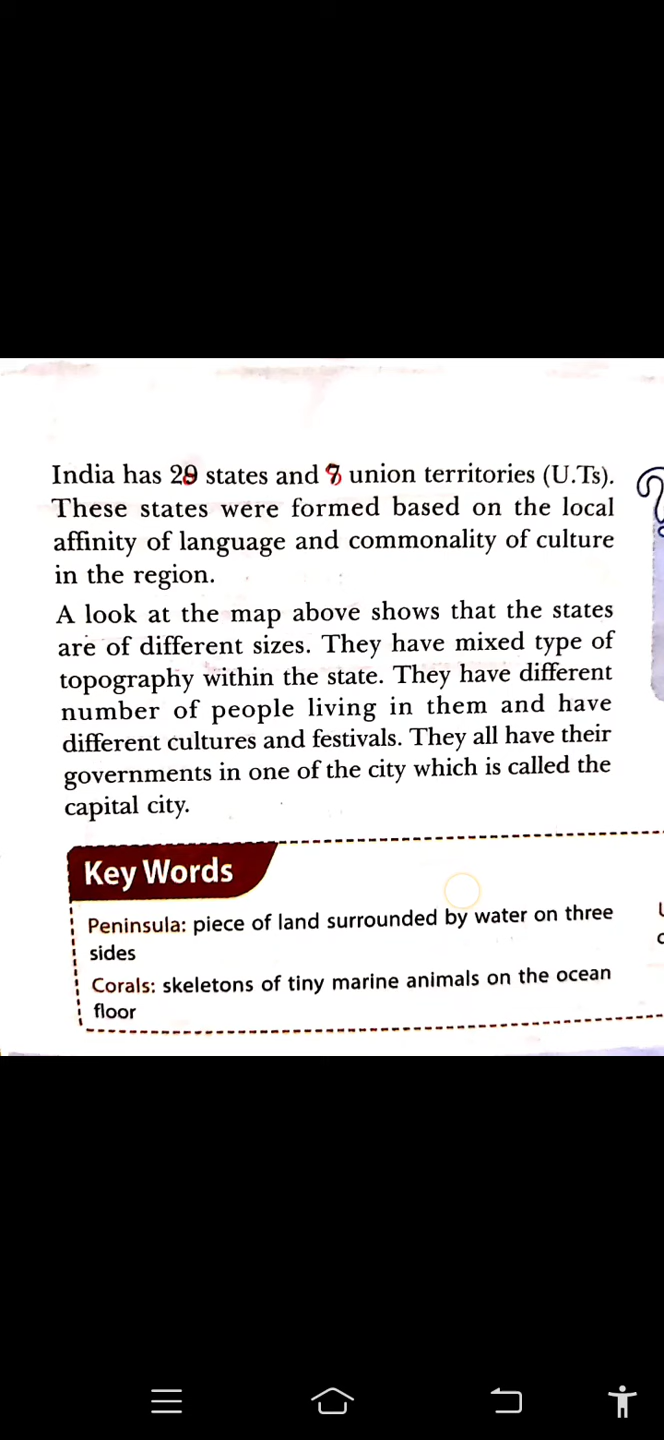 India has 28 states and 8 union territories (U.Ts).
These states were formed based on the local
affinity of language and commonality of culture
in the region.
A look at the map above shows that the states
are of different sizes. They have mixed type of
topography within the state. They have different
number of people living in them and have
different cultures and festivals. They all have their
governments in one of the city which is called the
capital city.
Key Words
Peninsula: piece of land surrounded by water on three
sides
Corals: skeletons of tiny marine animals on the ocean
floor